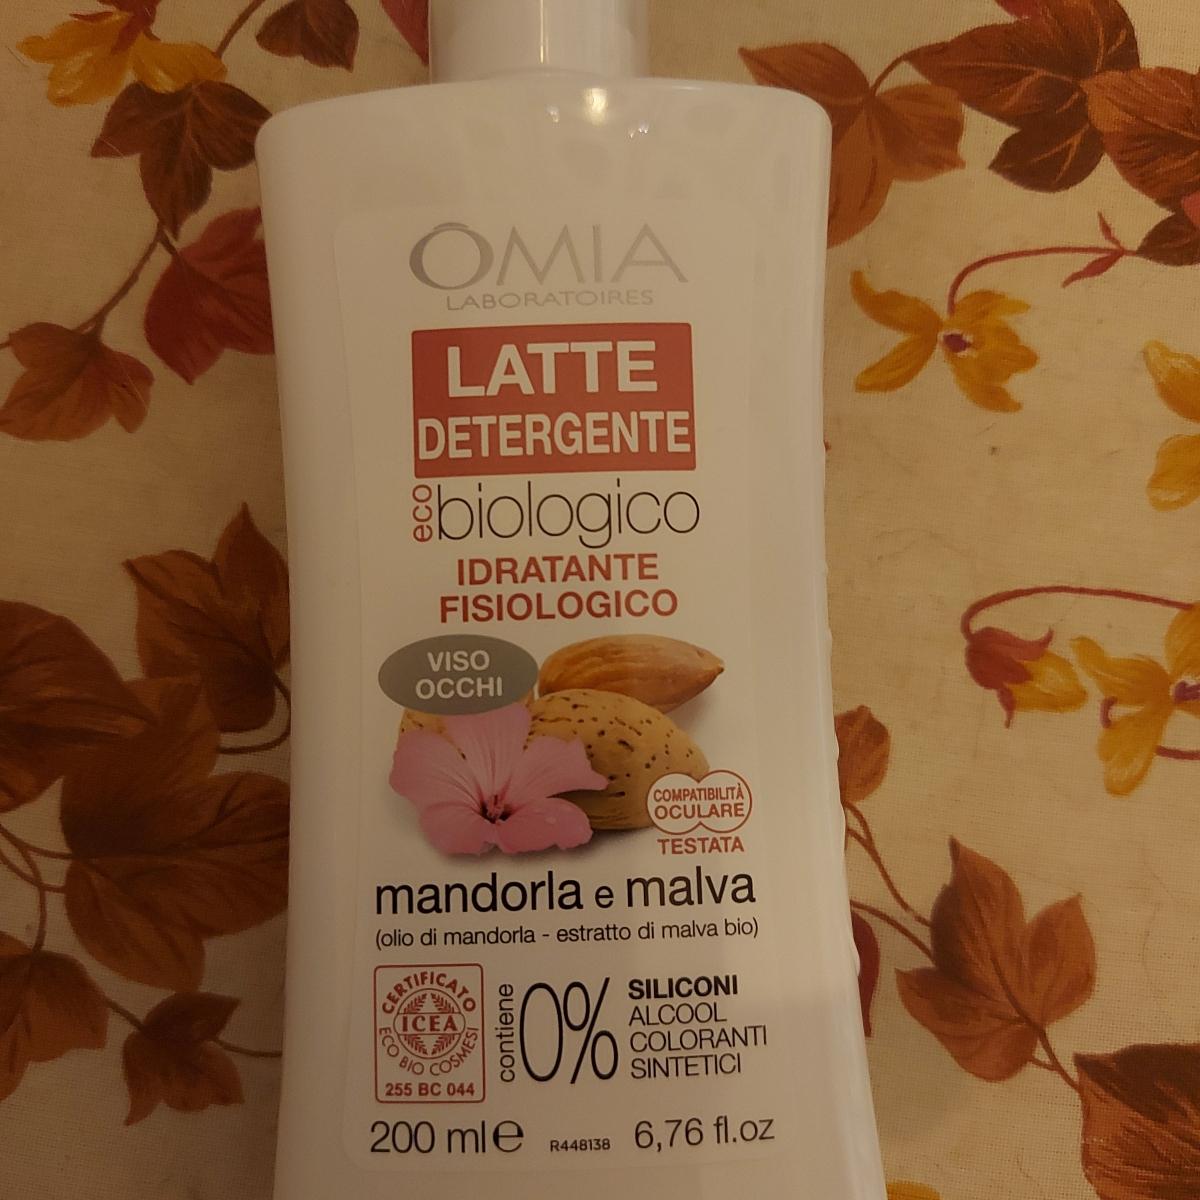 ŌMIA
LABORATOIRES
LATTE
DETERGENTE
eco biologico
IDRATANTE
FISIOLOGICO
VISO
OCCHI
COMPATIBILITÀ
OCULARE
TESTATA
mandorla e malva
(olio di mandorla - estratto di malva bio)
CERTIFICATO
ICEA
ECO BIO COSMESI
255 BC 044
contiene
0%
SILICONI
ALCOOL
COLORANTI
SINTETICI
200 ml e R448138 6,76 fl.oz